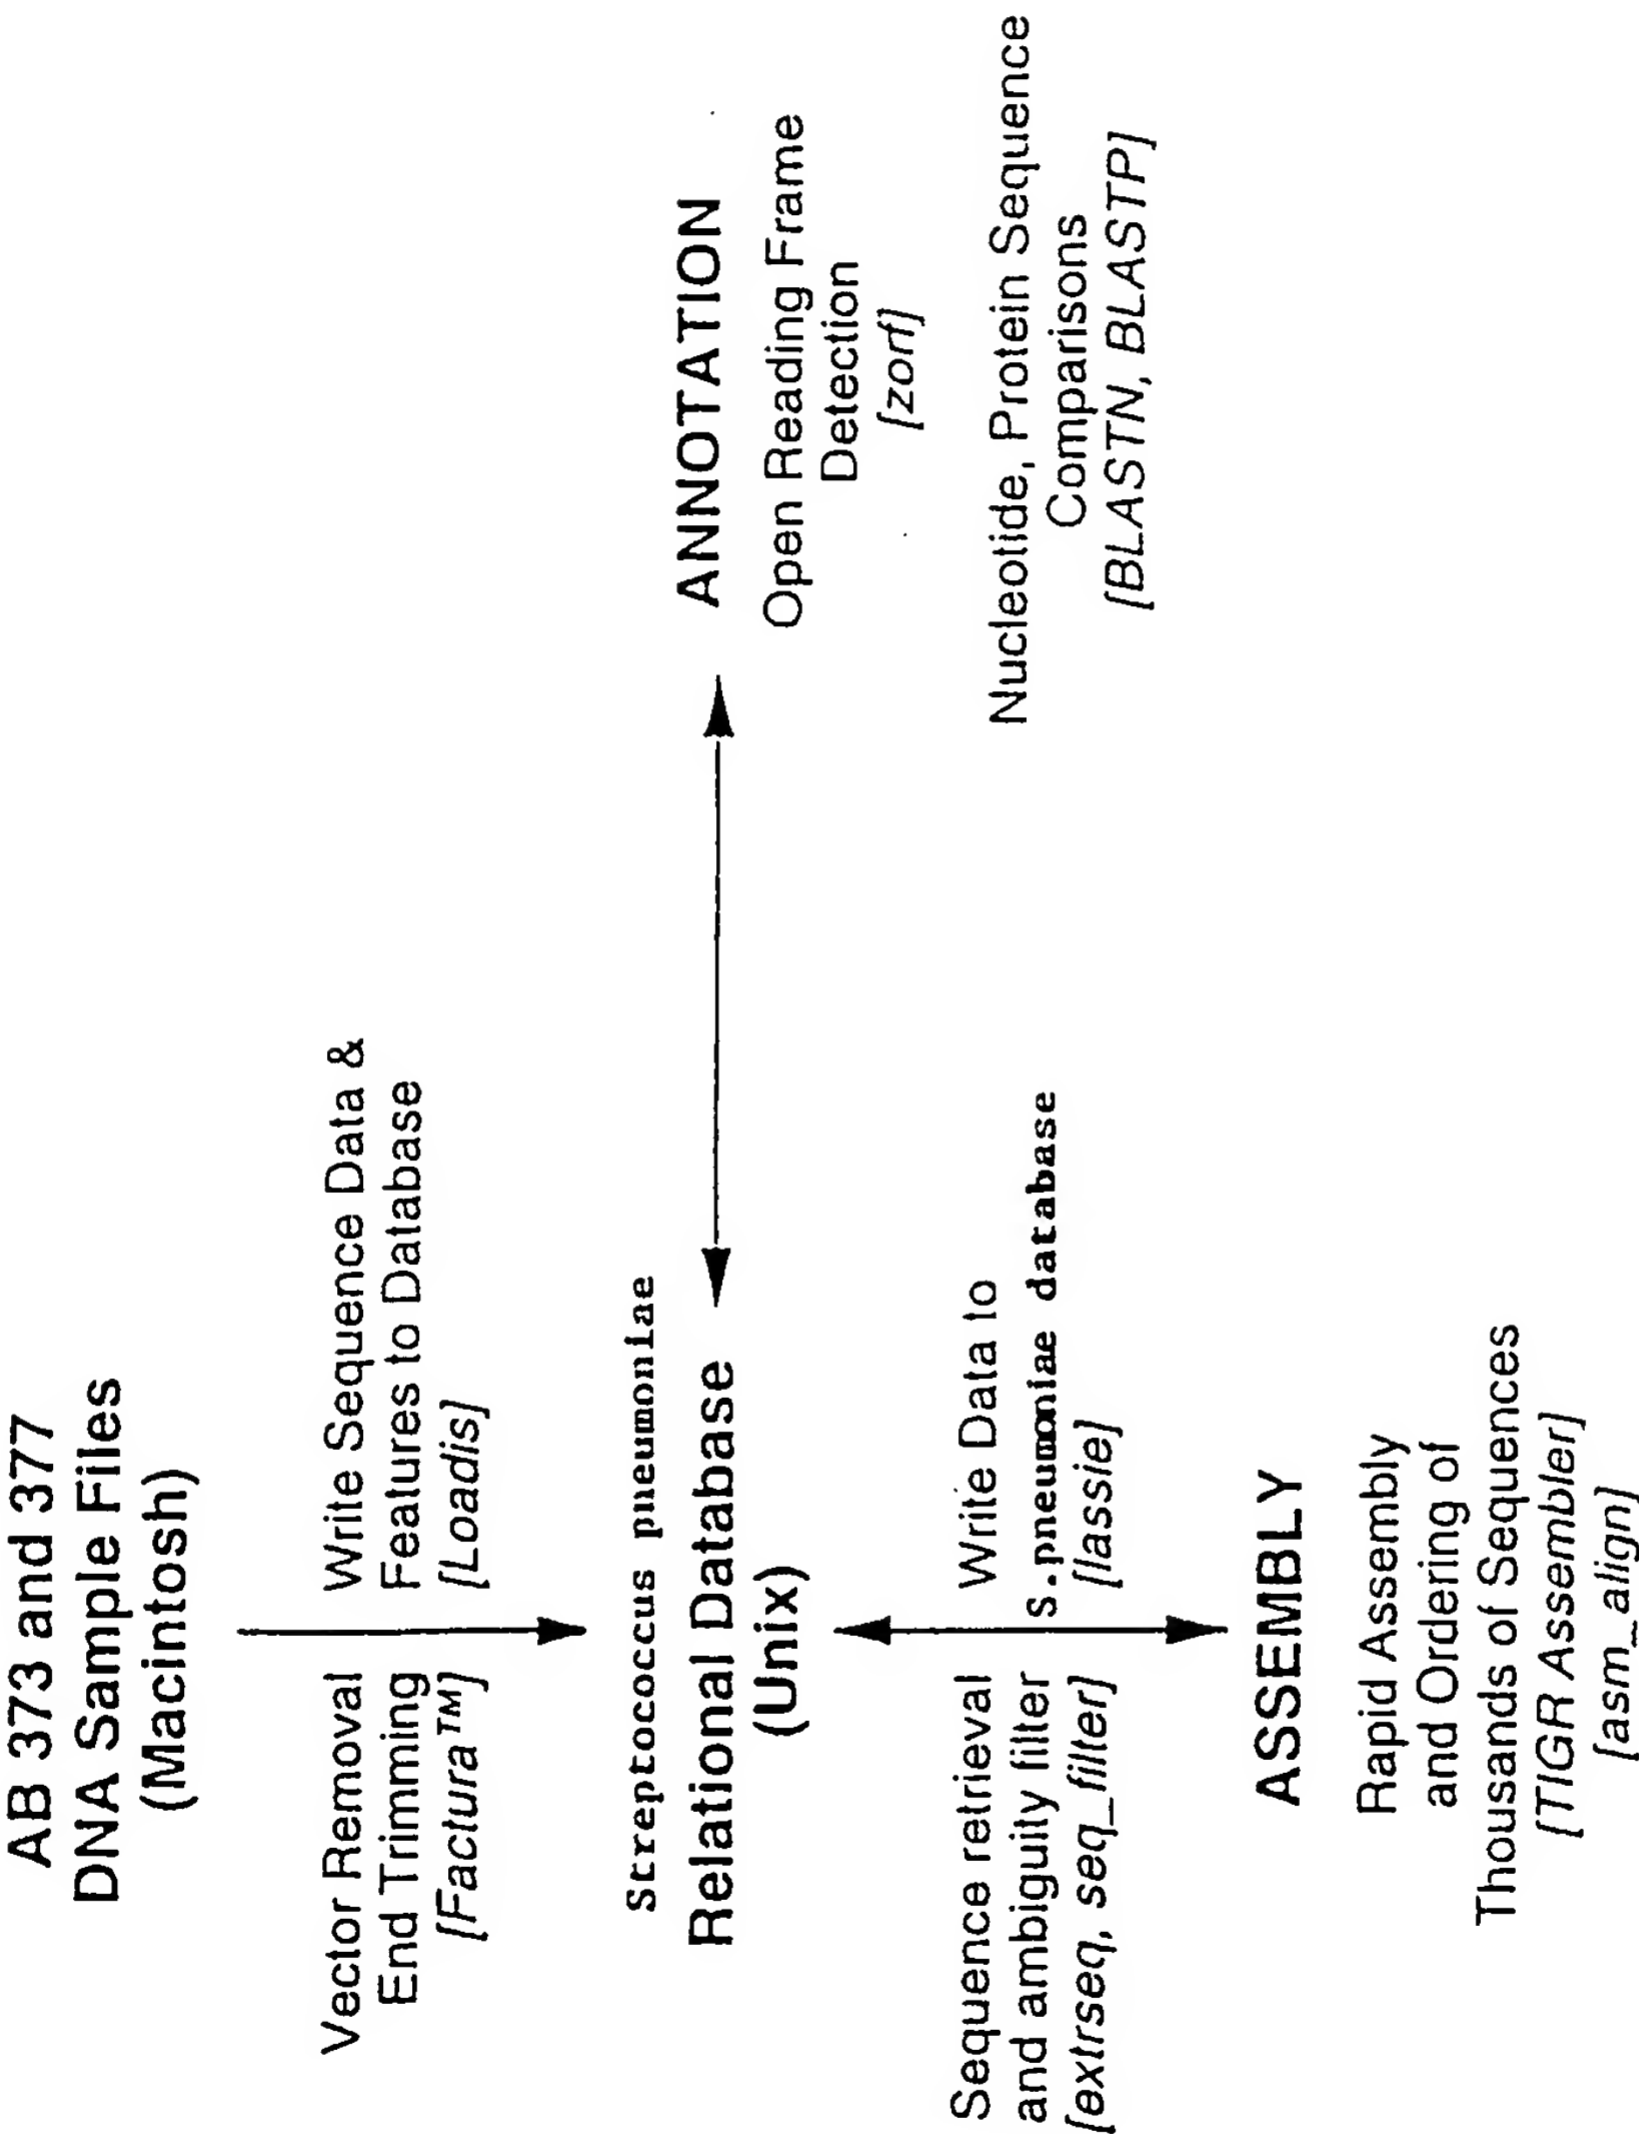 AB 373 and 377
DNA Sample Files
(Macintosh)
Vector Removal
End Trimming
[Factura™]
Write Sequence Data &
Features to Database
[Loadis]
Streptococcus pneumoniae
Relational Database
(Unix)
ANNOTATION
Open Reading Frame
Detection
[zorf]
Nucleotide, Protein Sequence
Comparisons
[BLASTN, BLASTP]
Sequence retrieval
and ambiguity filter
[extrseq, seq_filter]
Write Data to
S.pneumoniae database
[lassie]
ASSEMBLY
Rapid Assembly
and Ordering of
Thousands of Sequences
[TIGR Assembler]
[asm_align]